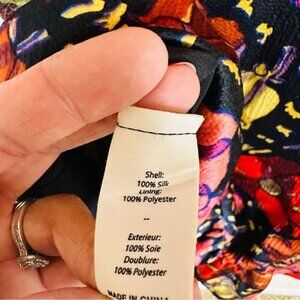 Shell:
100% Silk
Lining:
100% Polyester
--
Exterieur:
100% Soie
Doublure:
100% Polyester
MADE IN CHINA